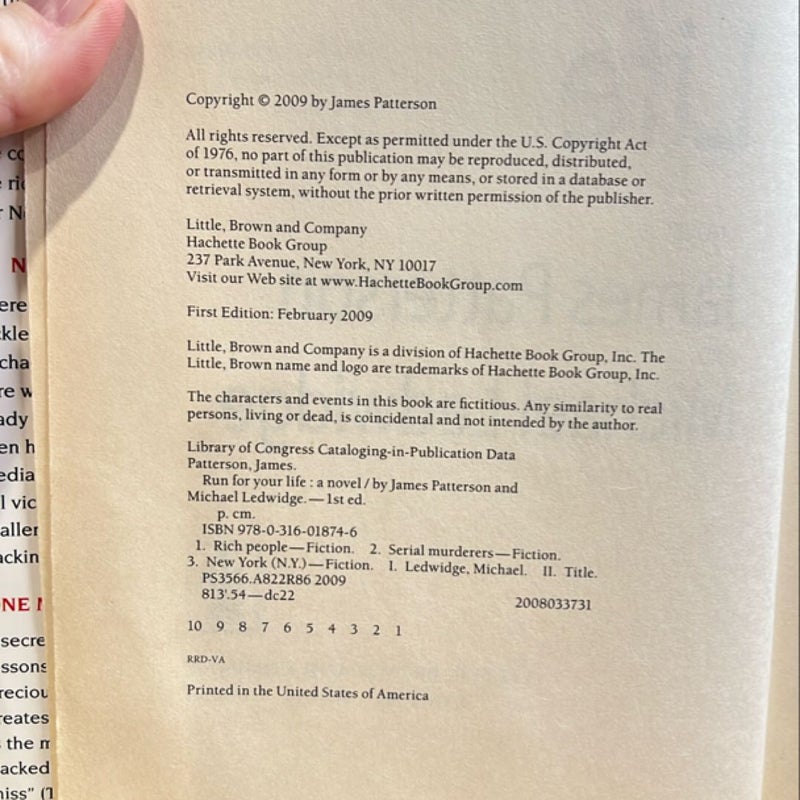 Copyright © 2009 by James Patterson
All rights reserved. Except as permitted under the U.S. Copyright Act
of 1976, no part of this publication may be reproduced, distributed,
or transmitted in any form or by any means, or stored in a database or
retrieval system, without the prior written permission of the publisher.
Little, Brown and Company
Hachette Book Group
237 Park Avenue, New York, NY 10017
Visit our Web site at www.HachetteBookGroup.com
First Edition: February 2009
Little, Brown and Company is a division of Hachette Book Group, Inc. The
Little, Brown name and logo are trademarks of Hachette Book Group, Inc.
The characters and events in this book are fictitious. Any similarity to real
persons, living or dead, is coincidental and not intended by the author.
Library of Congress Cataloging-in-Publication Data
Patterson, James.
Run for your life : a novel / by James Patterson and
Michael Ledwidge. — 1st ed.
p. cm.
ISBN 978-0-316-01874-6
1. Rich people — Fiction. 2. Serial murderers — Fiction.
3. New York (N.Y.) — Fiction. I. Ledwidge, Michael. II. Title.
PS3566.A822R86 2009
813'.54 — dc22 2008033731
10 9 8 7 6 5 4 3 2 1
RRD-VA
Printed in the United States of America